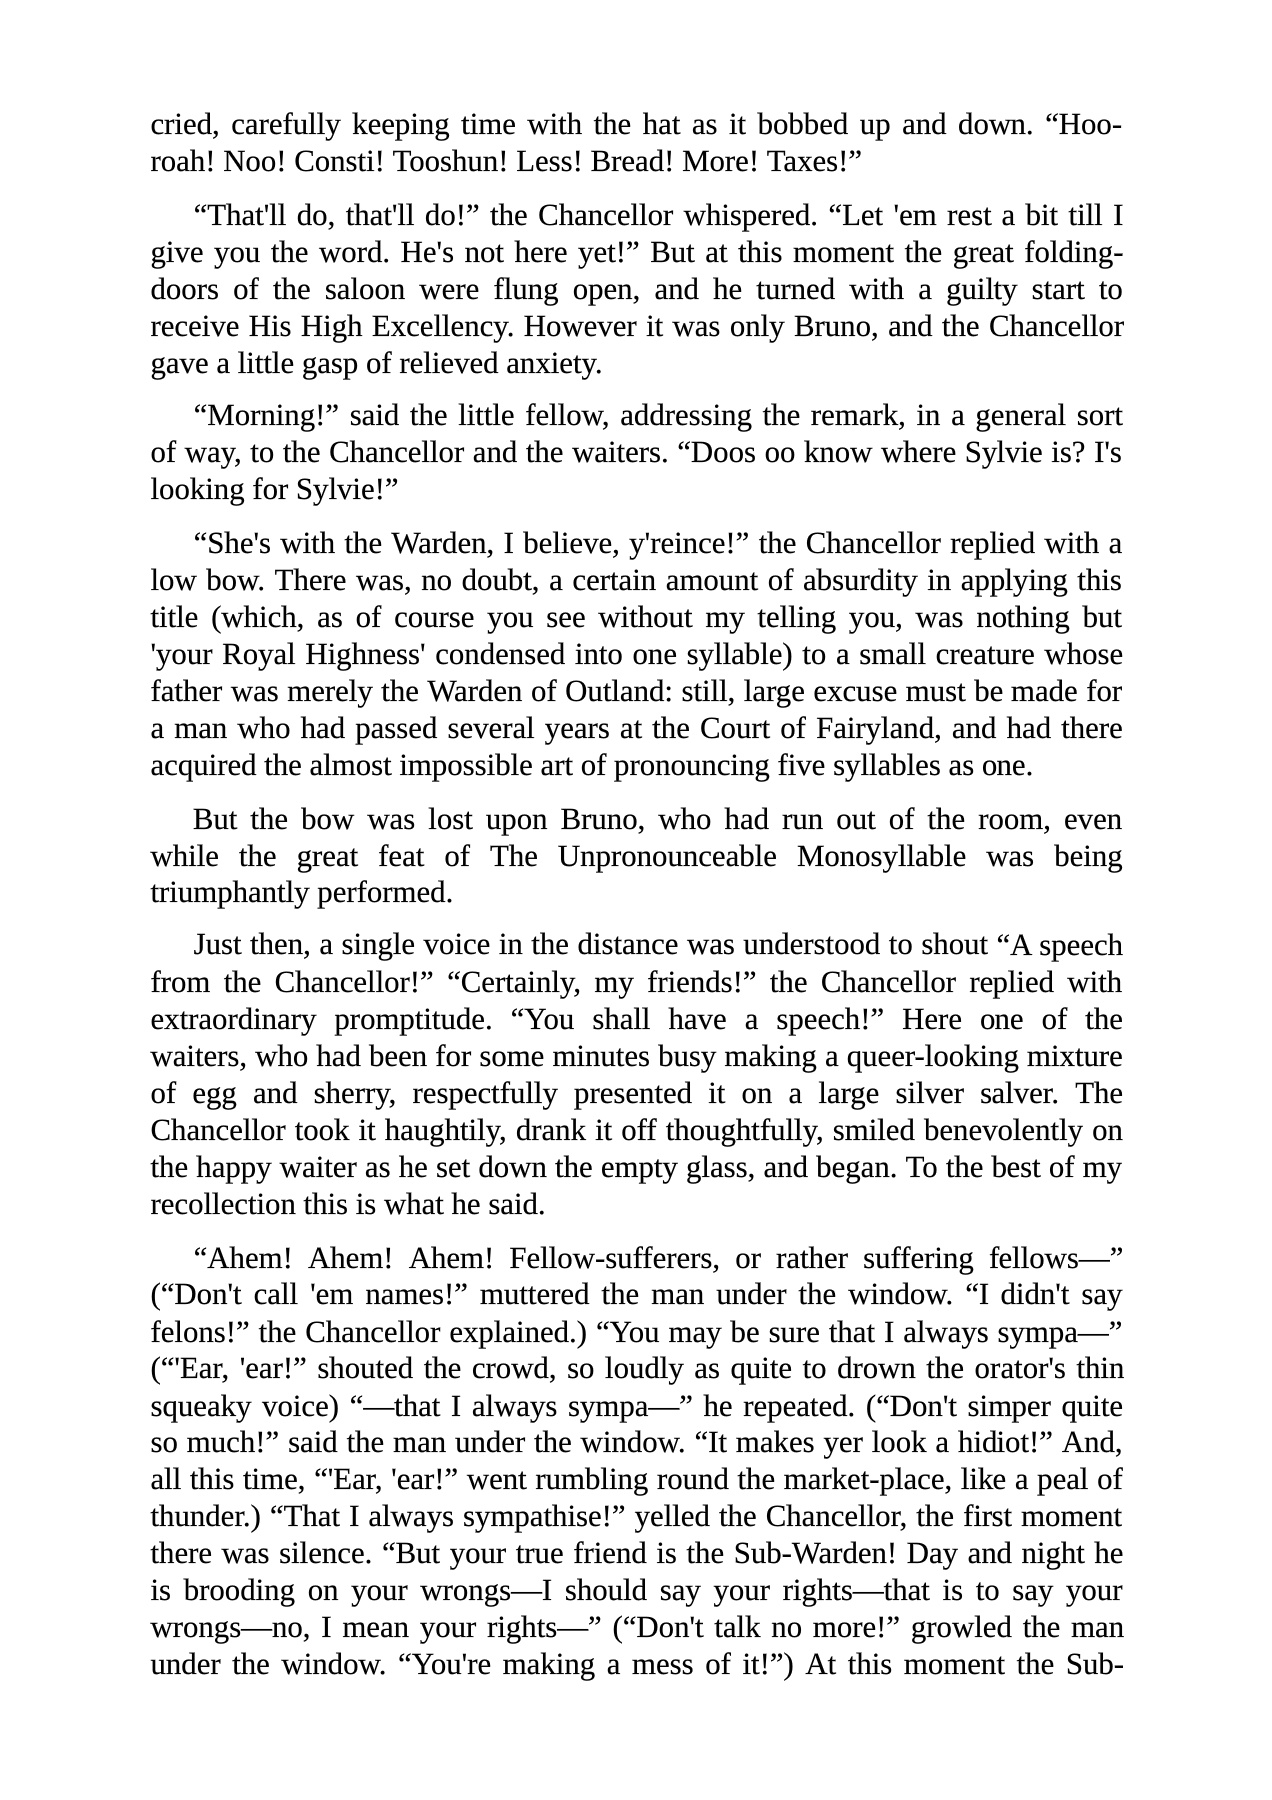 cried, carefully keeping time with the hat as it bobbed up and down. “Hoo-
roah! Noo! Consti! Tooshun! Less! Bread! More! Taxes!”
“That'll do, that'll do!” the Chancellor whispered. “Let 'em rest a bit till I
give you the word. He's not here yet!” But at this moment the great folding-
doors of the saloon were flung open, and he turned with a guilty start to
receive His High Excellency. However it was only Bruno, and the Chancellor
gave a little gasp of relieved anxiety.
“Morning!” said the little fellow, addressing the remark, in a general sort
of way, to the Chancellor and the waiters. “Doos oo know where Sylvie is? I's
looking for Sylvie!”
“She's with the Warden, I believe, y'reince!” the Chancellor replied with a
low bow. There was, no doubt, a certain amount of absurdity in applying this
title (which, as of course you see without my telling you, was nothing but
'your Royal Highness' condensed into one syllable) to a small creature whose
father was merely the Warden of Outland: still, large excuse must be made for
a man who had passed several years at the Court of Fairyland, and had there
acquired the almost impossible art of pronouncing five syllables as one.
But the bow was lost upon Bruno, who had run out of the room, even
while the great feat of The Unpronounceable Monosyllable was being
triumphantly performed.
Just then, a single voice in the distance was understood to shout “A speech
from the Chancellor!” “Certainly, my friends!” the Chancellor replied with
extraordinary promptitude. “You shall have a speech!” Here one of the
waiters, who had been for some minutes busy making a queer-looking mixture
of egg and sherry, respectfully presented it on a large silver salver. The
Chancellor took it haughtily, drank it off thoughtfully, smiled benevolently on
the happy waiter as he set down the empty glass, and began. To the best of my
recollection this is what he said.
“Ahem! Ahem! Ahem! Fellow-sufferers, or rather suffering fellows—”
(“Don't call 'em names!” muttered the man under the window. “I didn't say
felons!” the Chancellor explained.) “You may be sure that I always sympa—”
(“'Ear, 'ear!” shouted the crowd, so loudly as quite to drown the orator's thin
squeaky voice) “—that I always sympa—” he repeated. (“Don't simper quite
so much!” said the man under the window. “It makes yer look a hidiot!” And,
all this time, “'Ear, 'ear!” went rumbling round the market-place, like a peal of
thunder.) “That I always sympathise!” yelled the Chancellor, the first moment
there was silence. “But your true friend is the Sub-Warden! Day and night he
is brooding on your wrongs—I should say your rights—that is to say your
wrongs—no, I mean your rights—” (“Don't talk no more!” growled the man
under the window. “You're making a mess of it!”) At this moment the Sub-